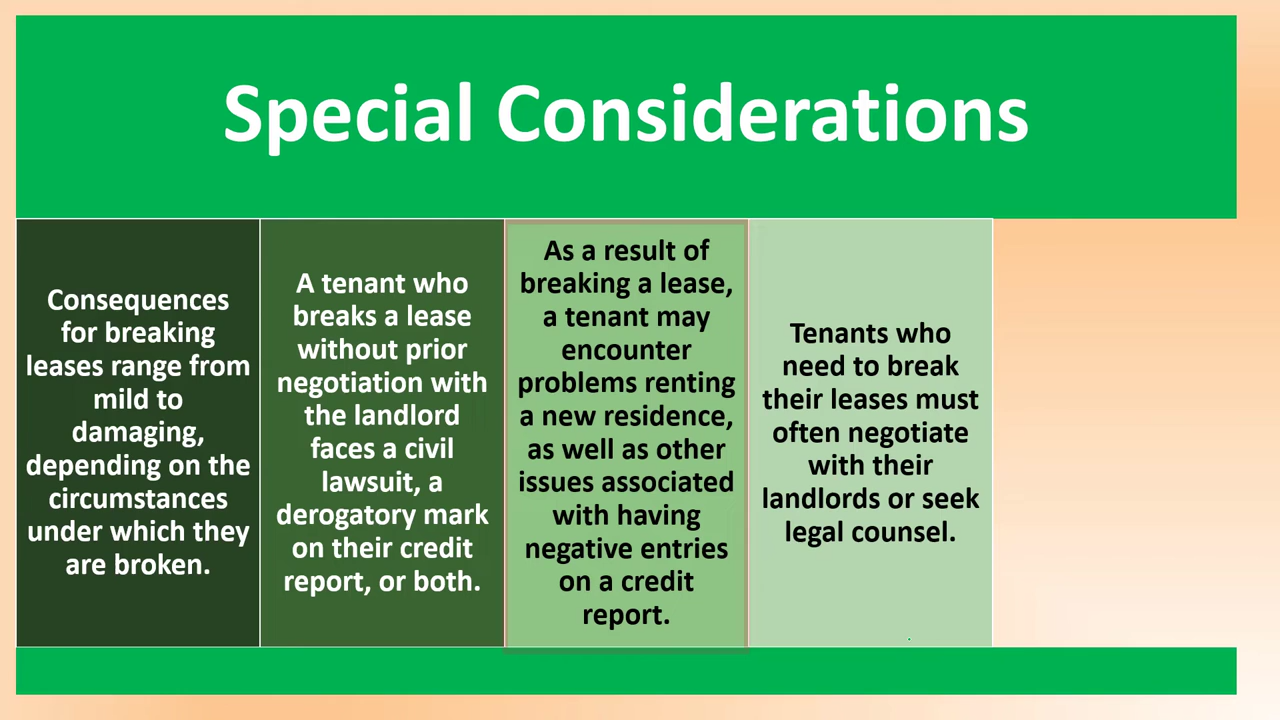 Special Considerations
Consequences
for breaking
leases range from
mild to
damaging,
depending on the
circumstances
under which they
are broken.
A tenant who
breaks a lease
without prior
negotiation with
the landlord
faces a civil
lawsuit, a
derogatory mark
on their credit
report, or both.
As a result of
breaking a lease,
a tenant may
encounter
problems renting
a new residence,
as well as other
issues associated
with having
negative entries
on a credit
report.
Tenants who
need to break
their leases must
often negotiate
with their
landlords or seek
legal counsel.